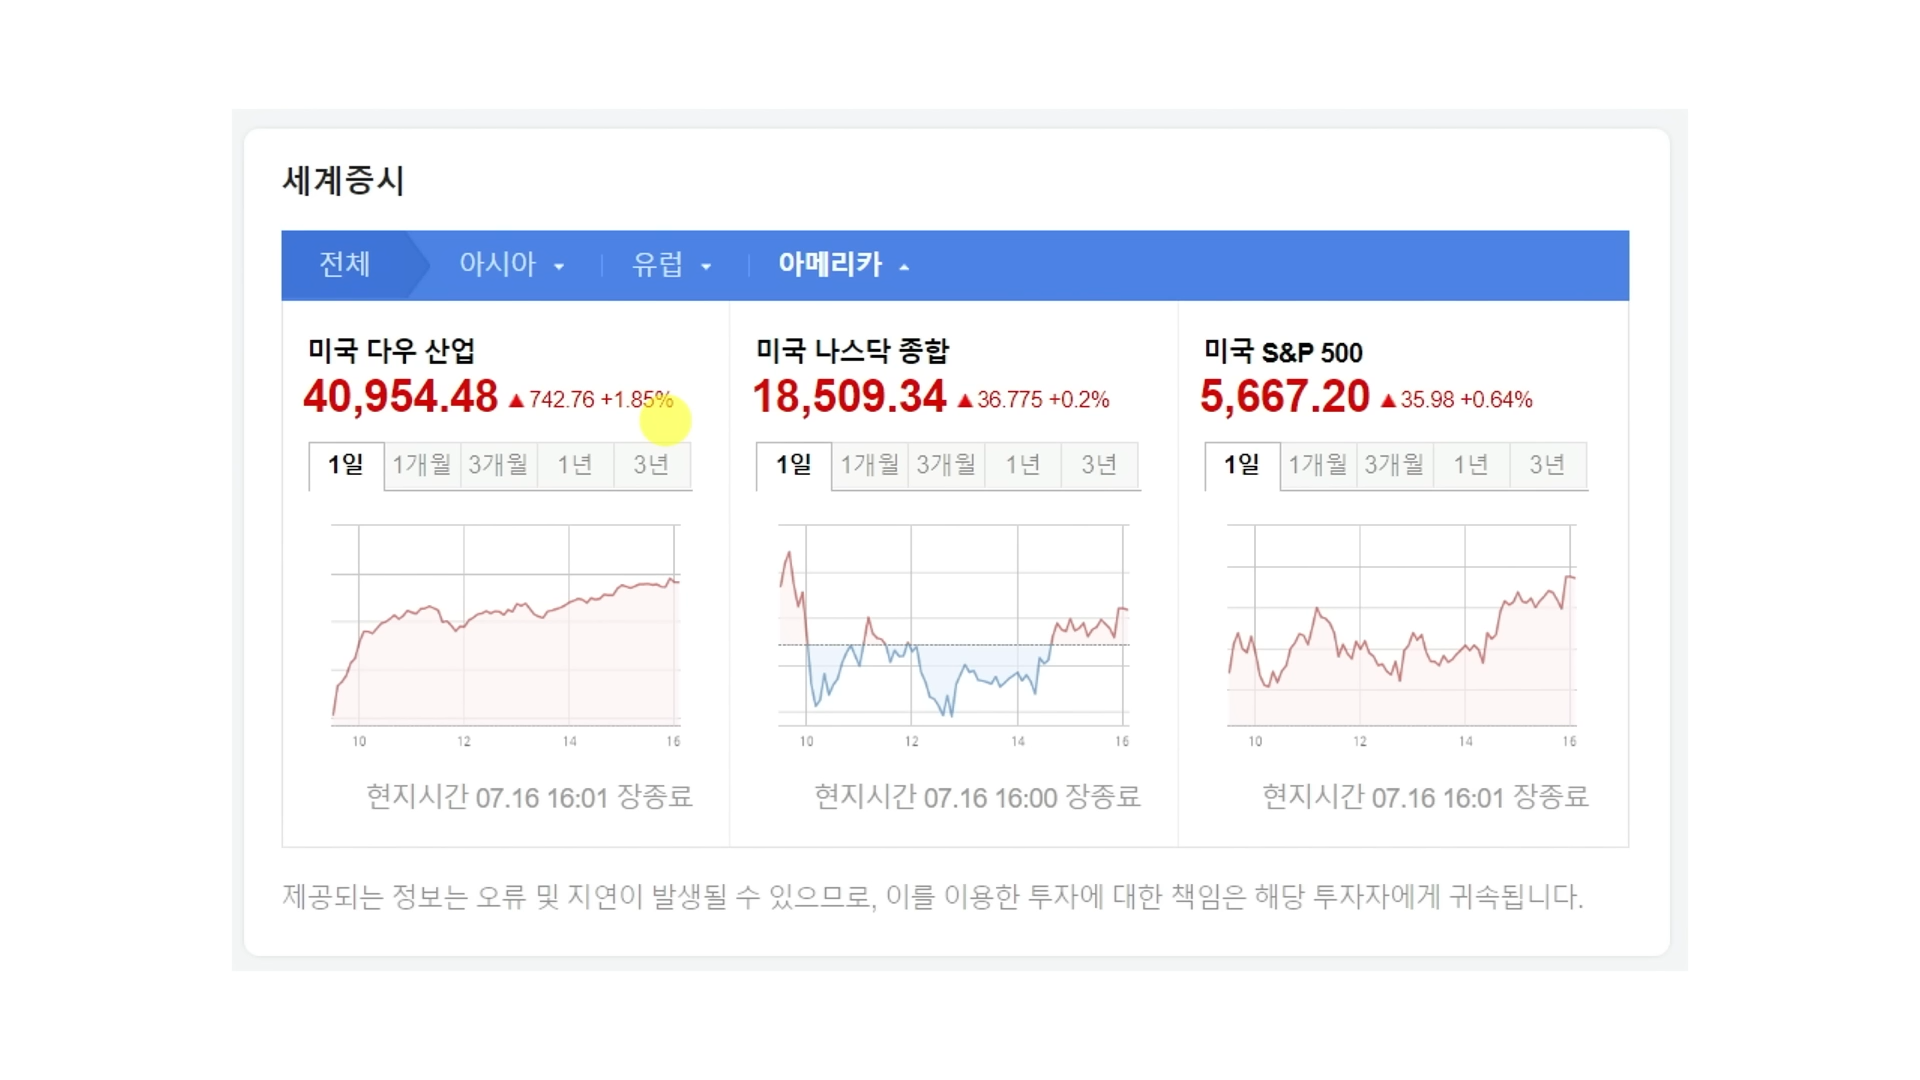 세계증시
전체 아시아 유럽 아메리카
미국 다우 산업
40,954.48 ▲742.76 +1.85%
1일 1개월 3개월 1년 3년
10 12 14 16
현지시간 07.16 16:01 장종료
미국 나스닥 종합
18,509.34 ▲36.775 +0.2%
1일 1개월 3개월 1년 3년
10 12 14 16
현지시간 07.16 16:00 장종료
미국 S&P 500
5,667.20 ▲35.98 +0.64%
1일 1개월 3개월 1년 3년
10 12 14 16
현지시간 07.16 16:01 장종료
제공되는 정보는 오류 및 지연이 발생될 수 있으므로, 이를 이용한 투자에 대한 책임은 해당 투자자에게 귀속됩니다.